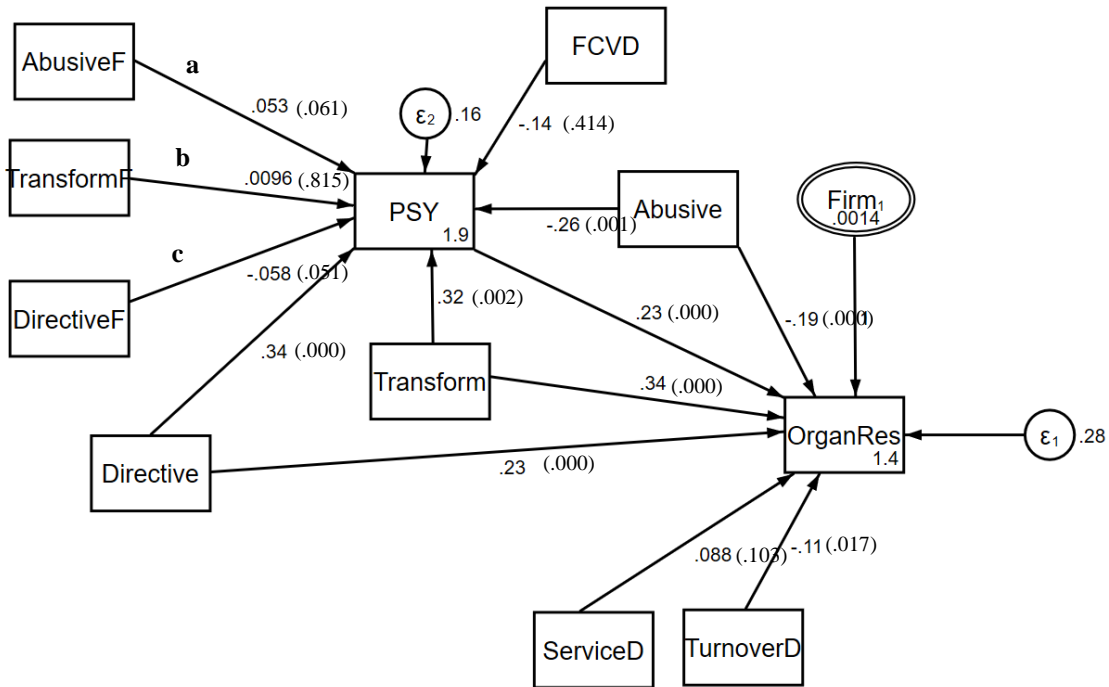 AbusiveF
FCVD
a
.053 (.061)
ε2 .16
-.14 (.414)
TransformF
b
.0096 (.815)
PSY
1.9
Abusive
-.26 (.001)
Firm1
.0014
c
-.058 (.051)
DirectiveF
.34 (.000)
.32 (.002)
Transform
.23 (.000)
-.19 (.000)
1
.34 (.000)
OrganRes
1.4
ε1 .28
Directive
.23 (.000)
.088 (.103)
-.11 (.017)
ServiceD
TurnoverD